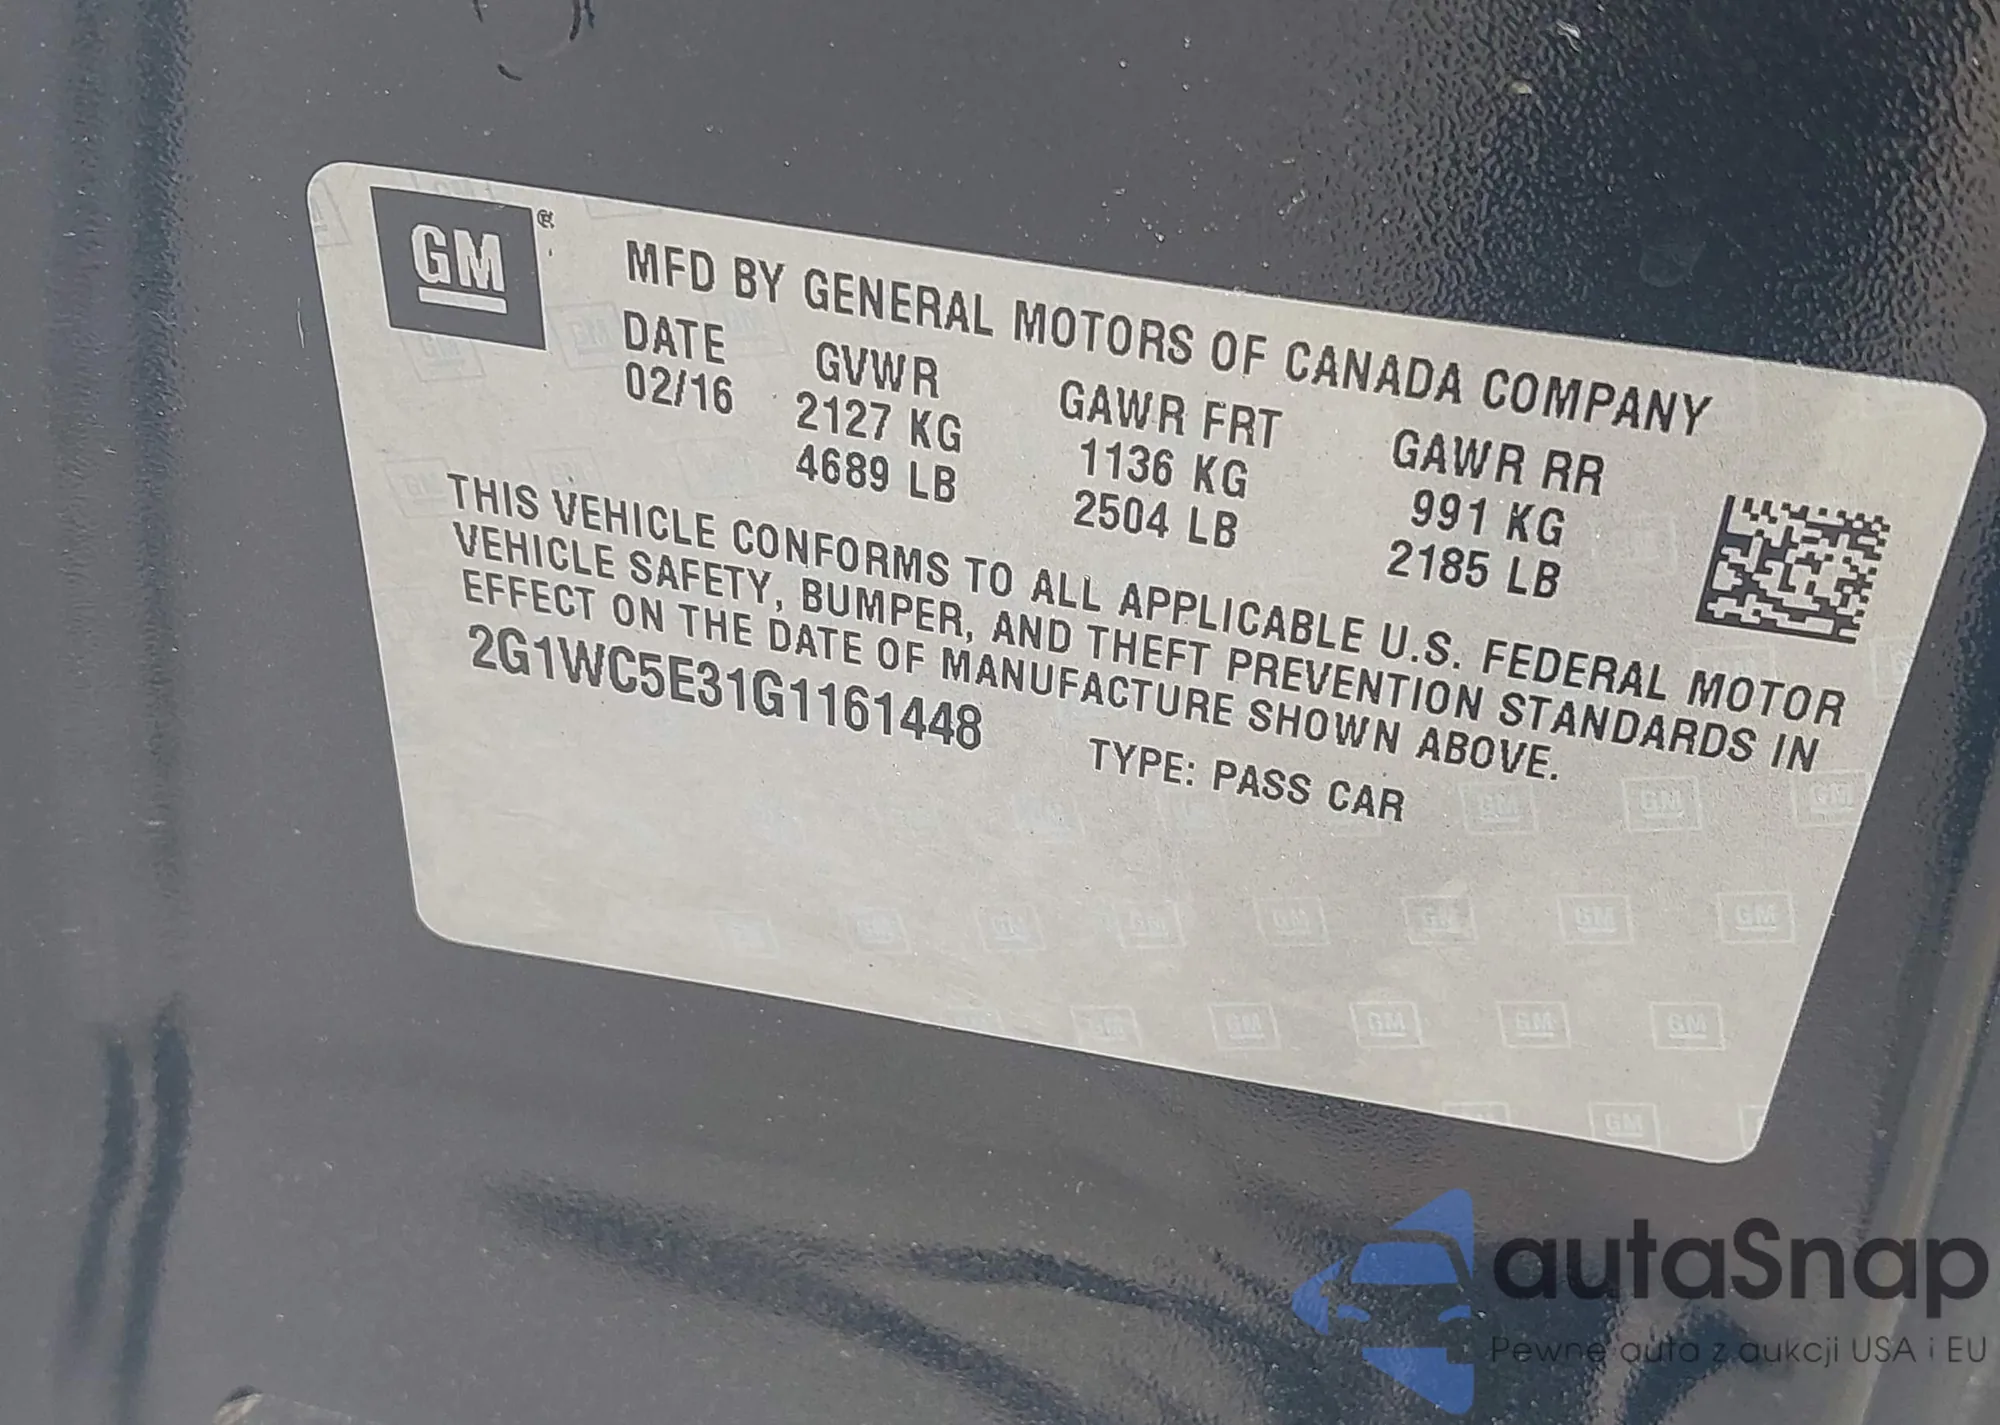 GM ®
MFD BY GENERAL MOTORS OF CANADA COMPANY
DATE GVWR GAWR FRT GAWR RR
02/16 2127 KG 1136 KG 991 KG
4689 LB 2504 LB 2185 LB
THIS VEHICLE CONFORMS TO ALL APPLICABLE U.S. FEDERAL MOTOR
VEHICLE SAFETY, BUMPER, AND THEFT PREVENTION STANDARDS IN
EFFECT ON THE DATE OF MANUFACTURE SHOWN ABOVE.
2G1WC5E31G1161448 TYPE: PASS CAR
autaSnap
Pewne auta z aukcji USA i EU